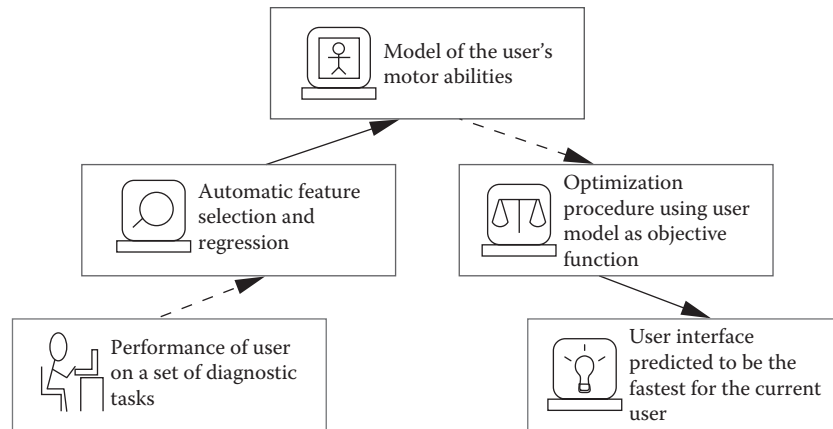 Model of the user's
motor abilities
Automatic feature
selection and
regression
Optimization
procedure using user
model as objective
function
Performance of user
on a set of diagnostic
tasks
User interface
predicted to be the
fastest for the current
user